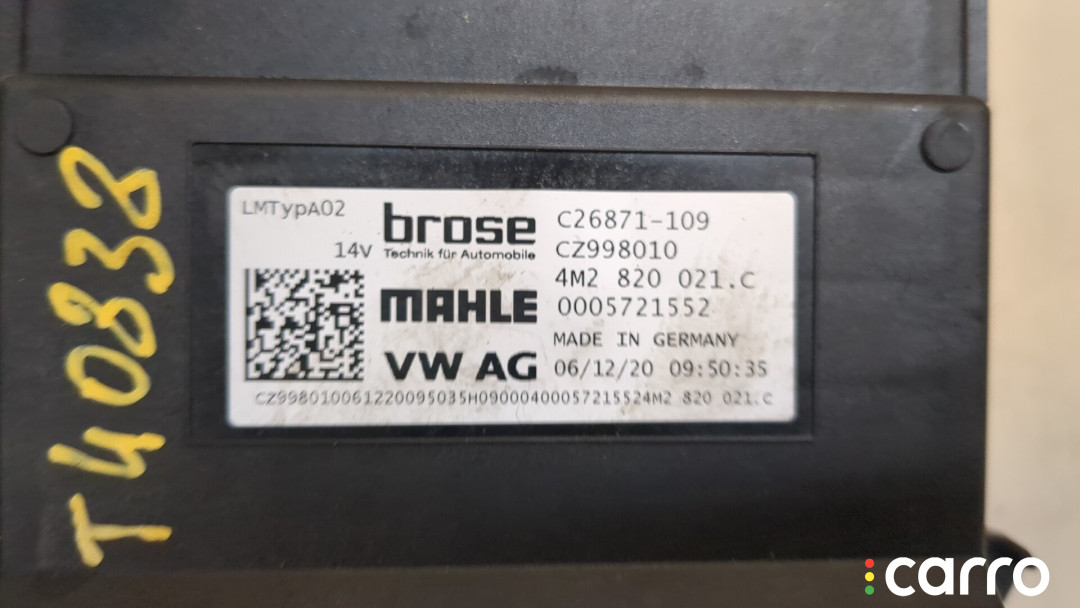 LMTypA02
14V
brose
Technik für Automobile
MAHLE
VW AG
C26871-109
CZ998010
4M2 820 021.C
0005721552
MADE IN GERMANY
06/12/20 09:50:35
CZ998010061220095035H09000400057215524M2 820 021.C
T40838
carro